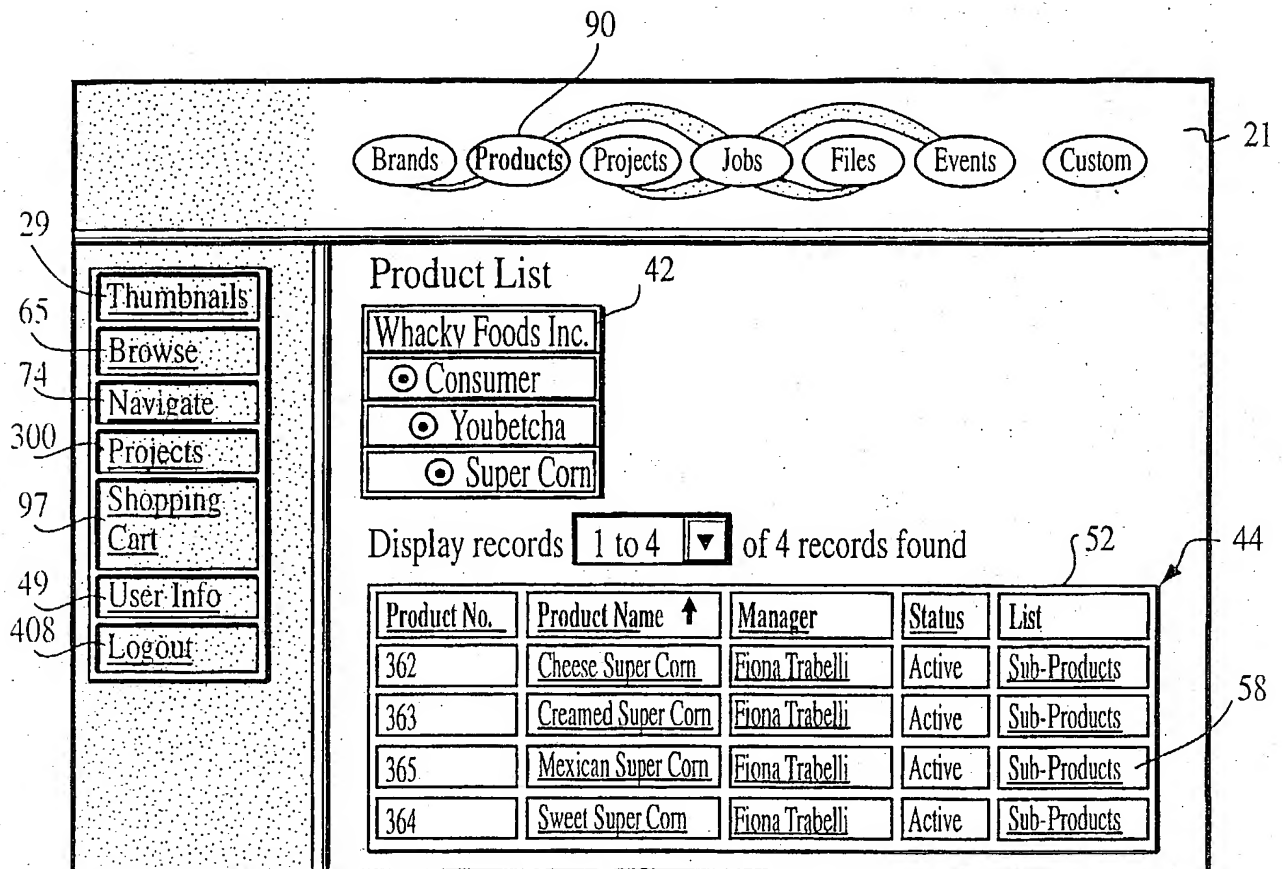 90
Brands Products Projects Jobs Files Events Custom
21
29
Thumbnails
65
Browse
74
Navigate
300
Projects
97
Shopping
Cart
49
User Info
408
Logout
Product List
42
Whacky Foods Inc.
Consumer
Youbetcha
Super Corn
Display records 1 to 4 of 4 records found
52
44
Product No. Product Name Manager Status List
362 Cheese Super Corn Fiona Trabelli Active Sub-Products
363 Creamed Super Corn Fiona Trabelli Active Sub-Products
58
365 Mexican Super Corn Fiona Trabelli Active Sub-Products
364 Sweet Super Corn Fiona Trabelli Active Sub-Products